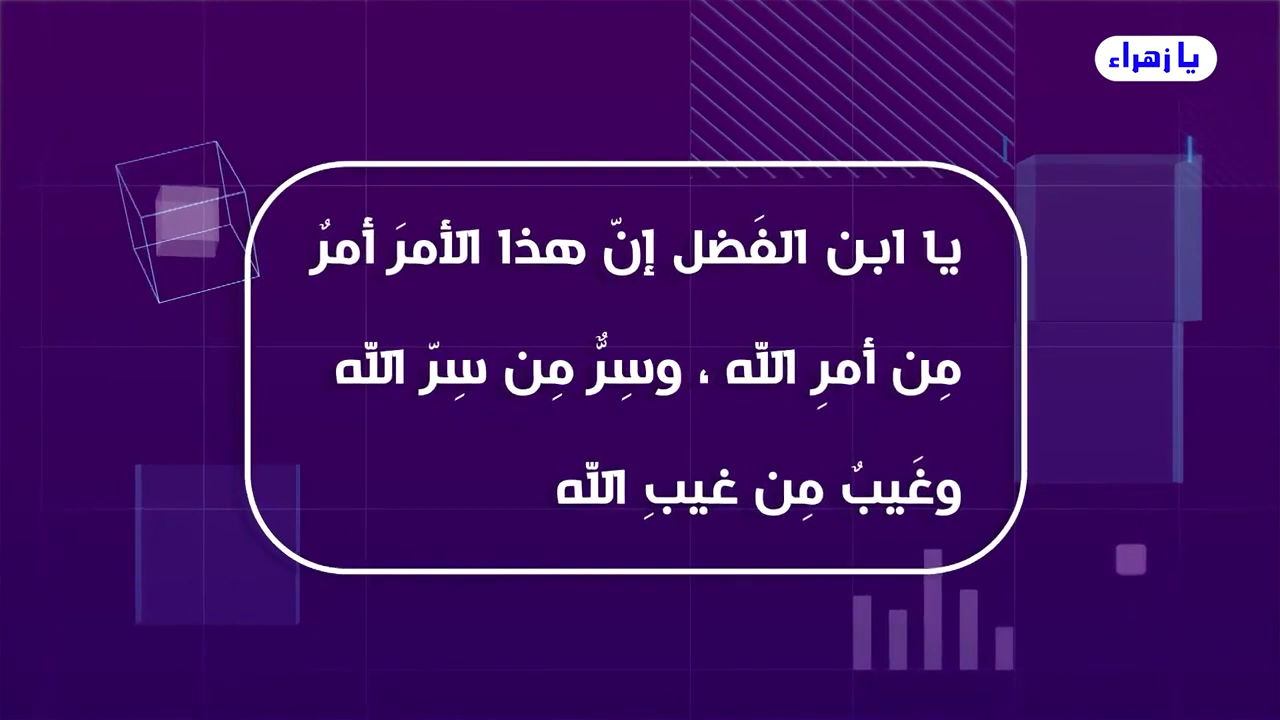 يا زهراء
يا ابن الفَضل إنّ هذا الأمرَ أمرٌ
مِن أمرِ اللّه ، وسِرٌّ مِن سِرّ اللّه
وغَيبٌ مِن غيبِ اللّه